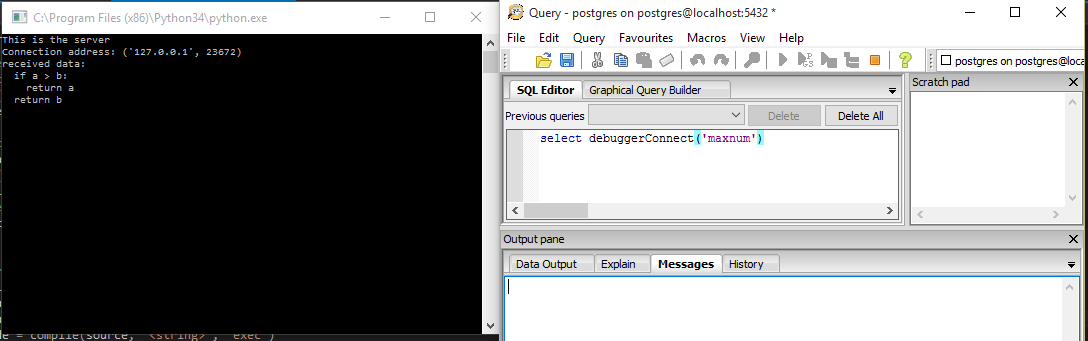 C:\Program Files (x86)\Python34\python.exe
This is the server
Connection address: ('127.0.0.1', 23672)
received data:
if a > b:
return a
return b
e = compile(source, '<string>', 'exec')
Query - postgres on postgres@localhost:5432 *
File Edit Query Favourites Macros View Help
postgres on postgres@loca
SQL Editor Graphical Query Builder
Scratch pad
Previous queries Delete Delete All
select debuggerConnect('maxnum')
Output pane
Data Output Explain Messages History